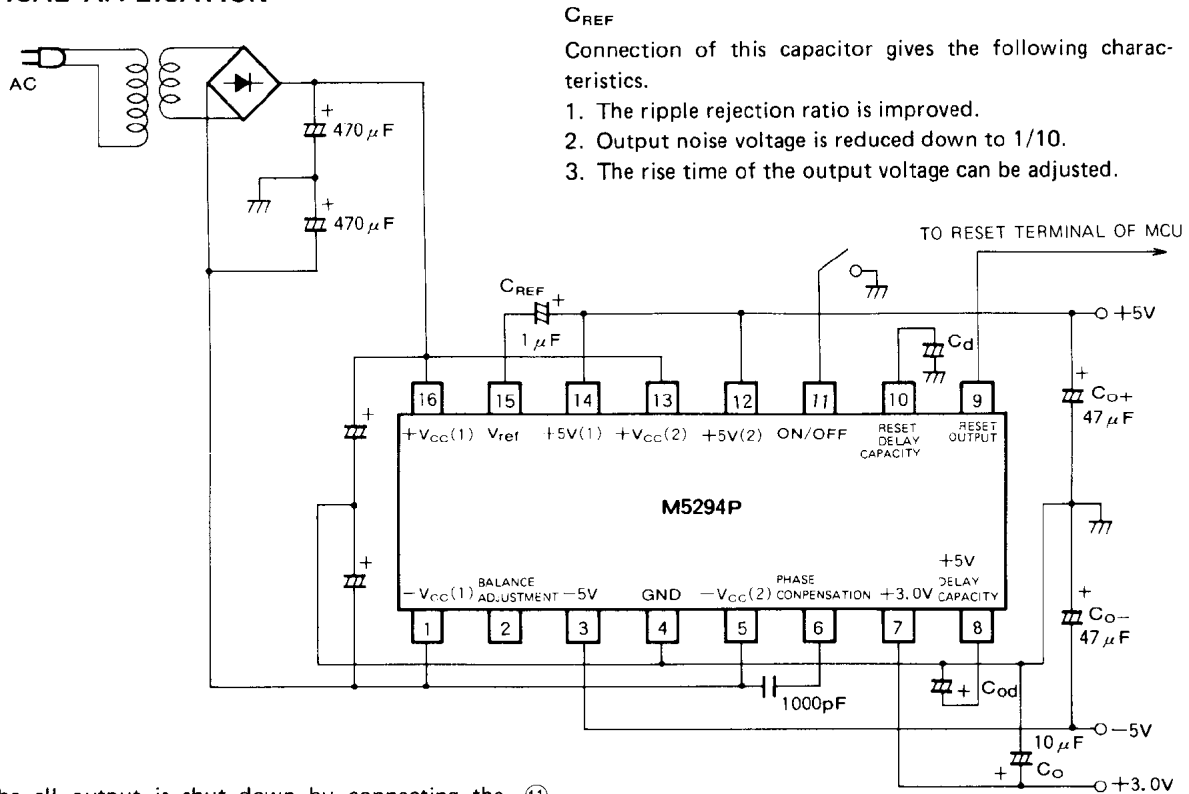 C_REF
Connection of this capacitor gives the following charac-
teristics.
1. The ripple rejection ratio is improved.
2. Output noise voltage is reduced down to 1/10.
3. The rise time of the output voltage can be adjusted.
AC
+
470 μF
+
470 μF
TO RESET TERMINAL OF MCU
C_REF
+
1 μF
Cd
+5V
+
Co+
47 μF
16 15 14 13 12 11 10 9
+Vcc(1) Vref +5V(1) +Vcc(2) +5V(2) ON/OFF RESET DELAY CAPACITY RESET OUTPUT
+
M5294P
+
-Vcc(1) BALANCE ADJUSTMENT -5V GND -Vcc(2) PHASE CONPENSATION +3.0V +5V DELAY CAPACITY
1 2 3 4 5 6 7 8
+
Co-
47 μF
1000pF
+ Cod
-5V
10 μF
+ Co
+3.0V
all output is shut down by connecting the ⑪